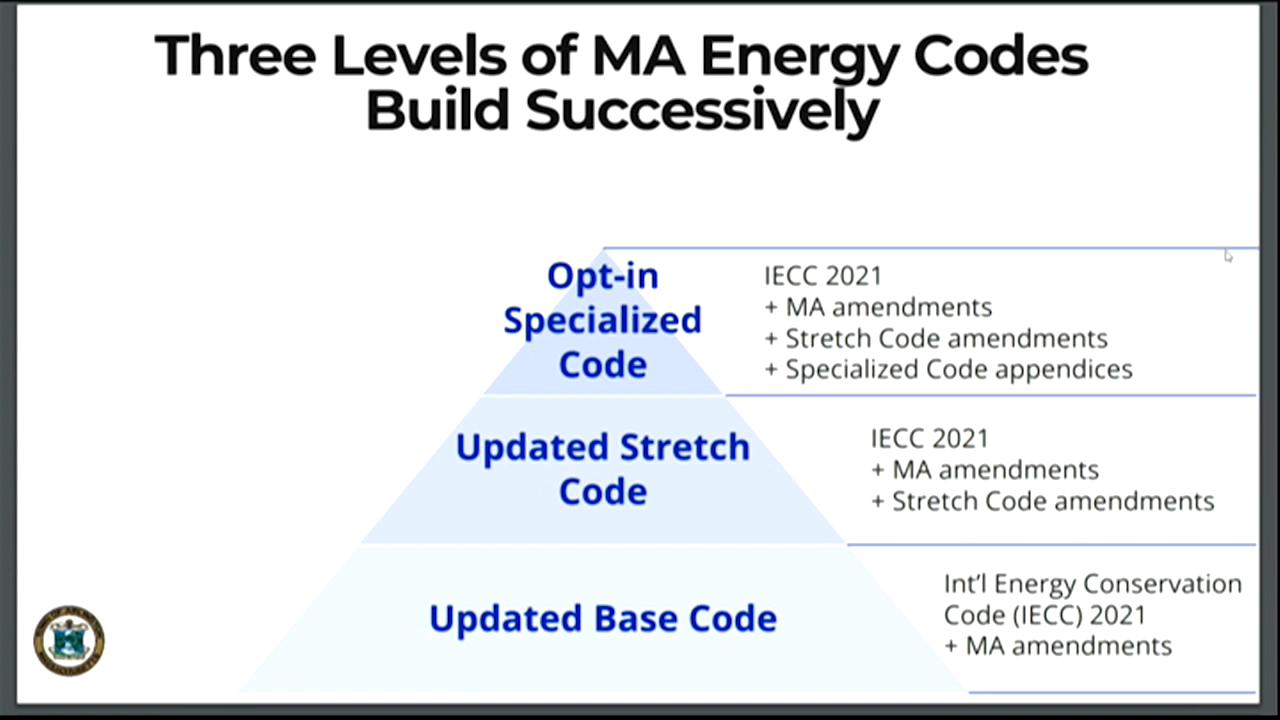 Three Levels of MA Energy Codes
Build Successively
Opt-in
Specialized
Code
IECC 2021
+ MA amendments
+ Stretch Code amendments
+ Specialized Code appendices
Updated Stretch
Code
IECC 2021
+ MA amendments
+ Stretch Code amendments
Updated Base Code
Int'l Energy Conservation
Code (IECC) 2021
+ MA amendments